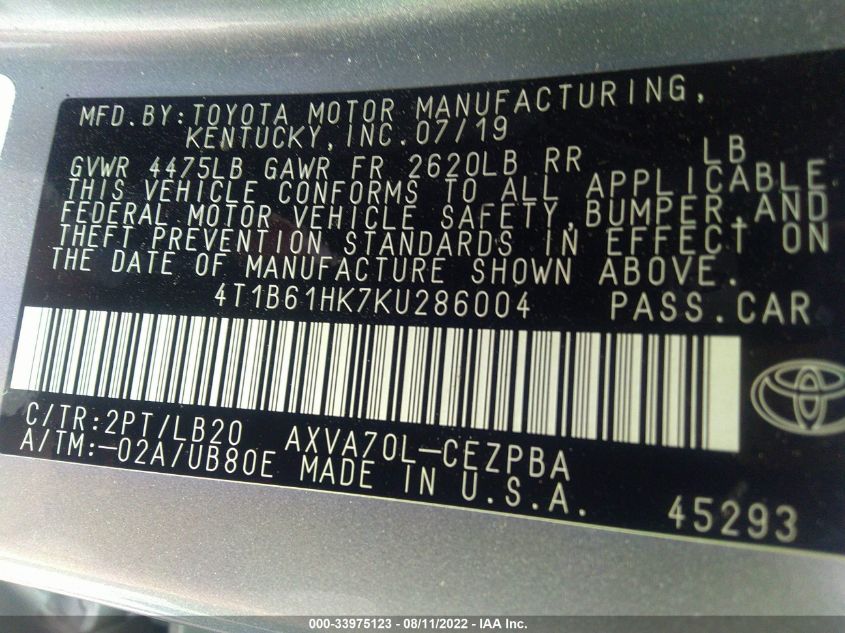 MFD.BY:TOYOTA MOTOR MANUFACTURING,
KENTUCKY,INC.07/19
GVWR 4475LB GAWR FR 2620LB RR LB
THIS VEHICLE CONFORMS TO ALL APPLICABLE
FEDERAL MOTOR VEHICLE SAFETY,BUMPER,AND
THEFT PREVENTION STANDARDS IN EFFECT ON
THE DATE OF MANUFACTURE SHOWN ABOVE.
4T1B61HK7KU286004 PASS.CAR
C/TR:2PT/LB20 AXVA70L-CEZPBA
A/TM:-02A/UB80E MADE IN U.S.A.
45293
000-33975123 - 08/11/2022 - IAA Inc.